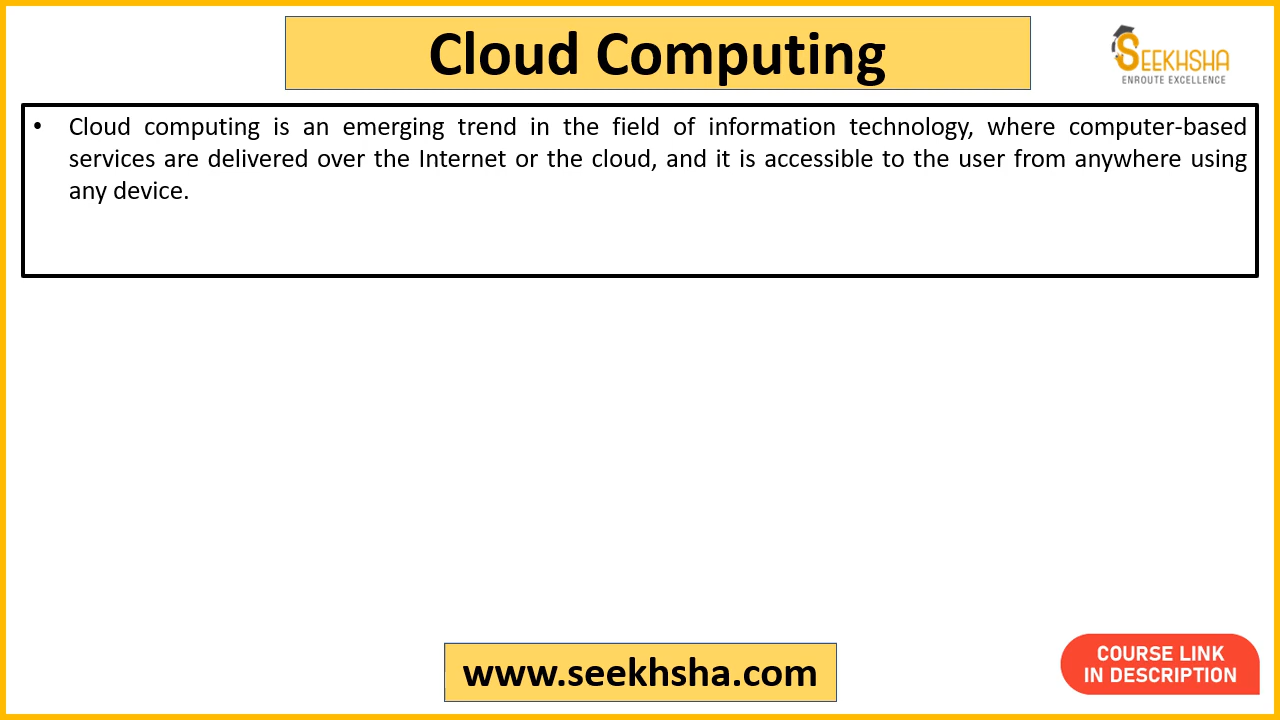 Cloud Computing
SEEKHSHA
ENROUTE EXCELLENCE
• Cloud computing is an emerging trend in the field of information technology, where computer-based
services are delivered over the Internet or the cloud, and it is accessible to the user from anywhere using
any device.
www.seekhsha.com
COURSE LINK
IN DESCRIPTION